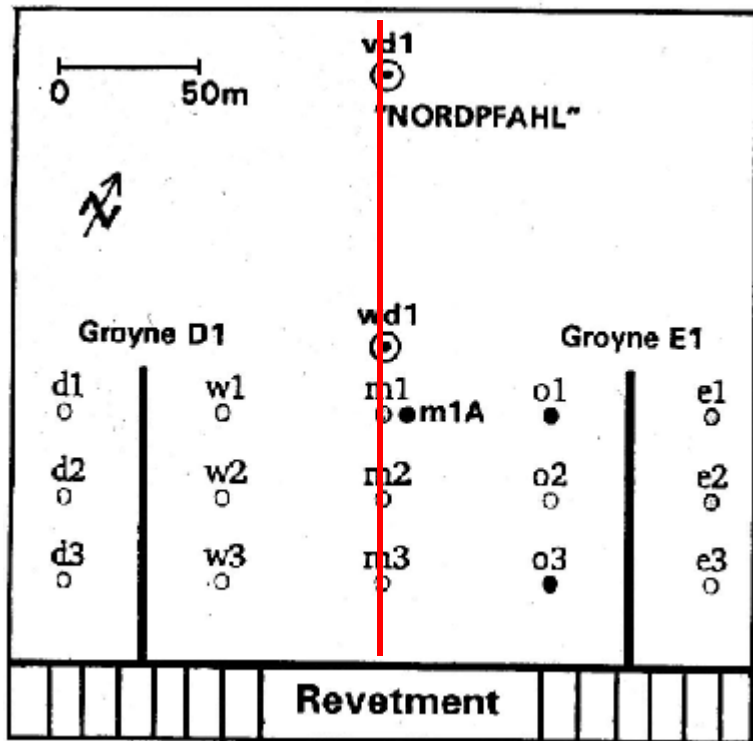 vd1
0 50m
"NORDPFAHL"
N
wd1
Groyne D1 Groyne E1
d1 w1 m1 o1 e1
m1A
d2 w2 m2 o2 e2
d3 w3 m3 o3 e3
Revetment